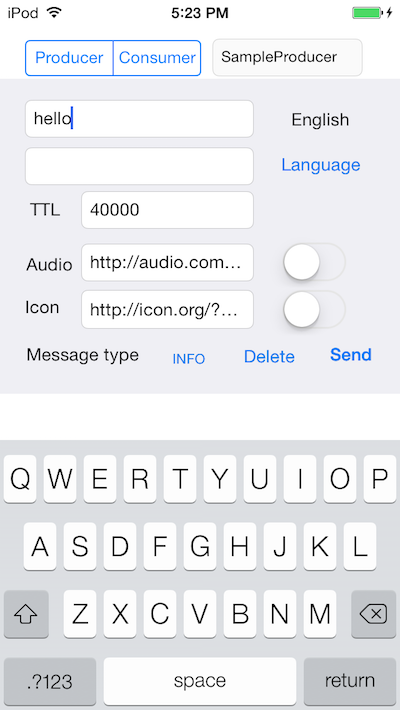 iPod 5:23 PM
Producer Consumer SampleProducer
hello English
Language
TTL 40000
Audio http://audio.com...
Icon http://icon.org/?...
Message type INFO Delete Send
Q W E R T Y U I O P
A S D F G H J K L
Z X C V B N M
.?123 space return